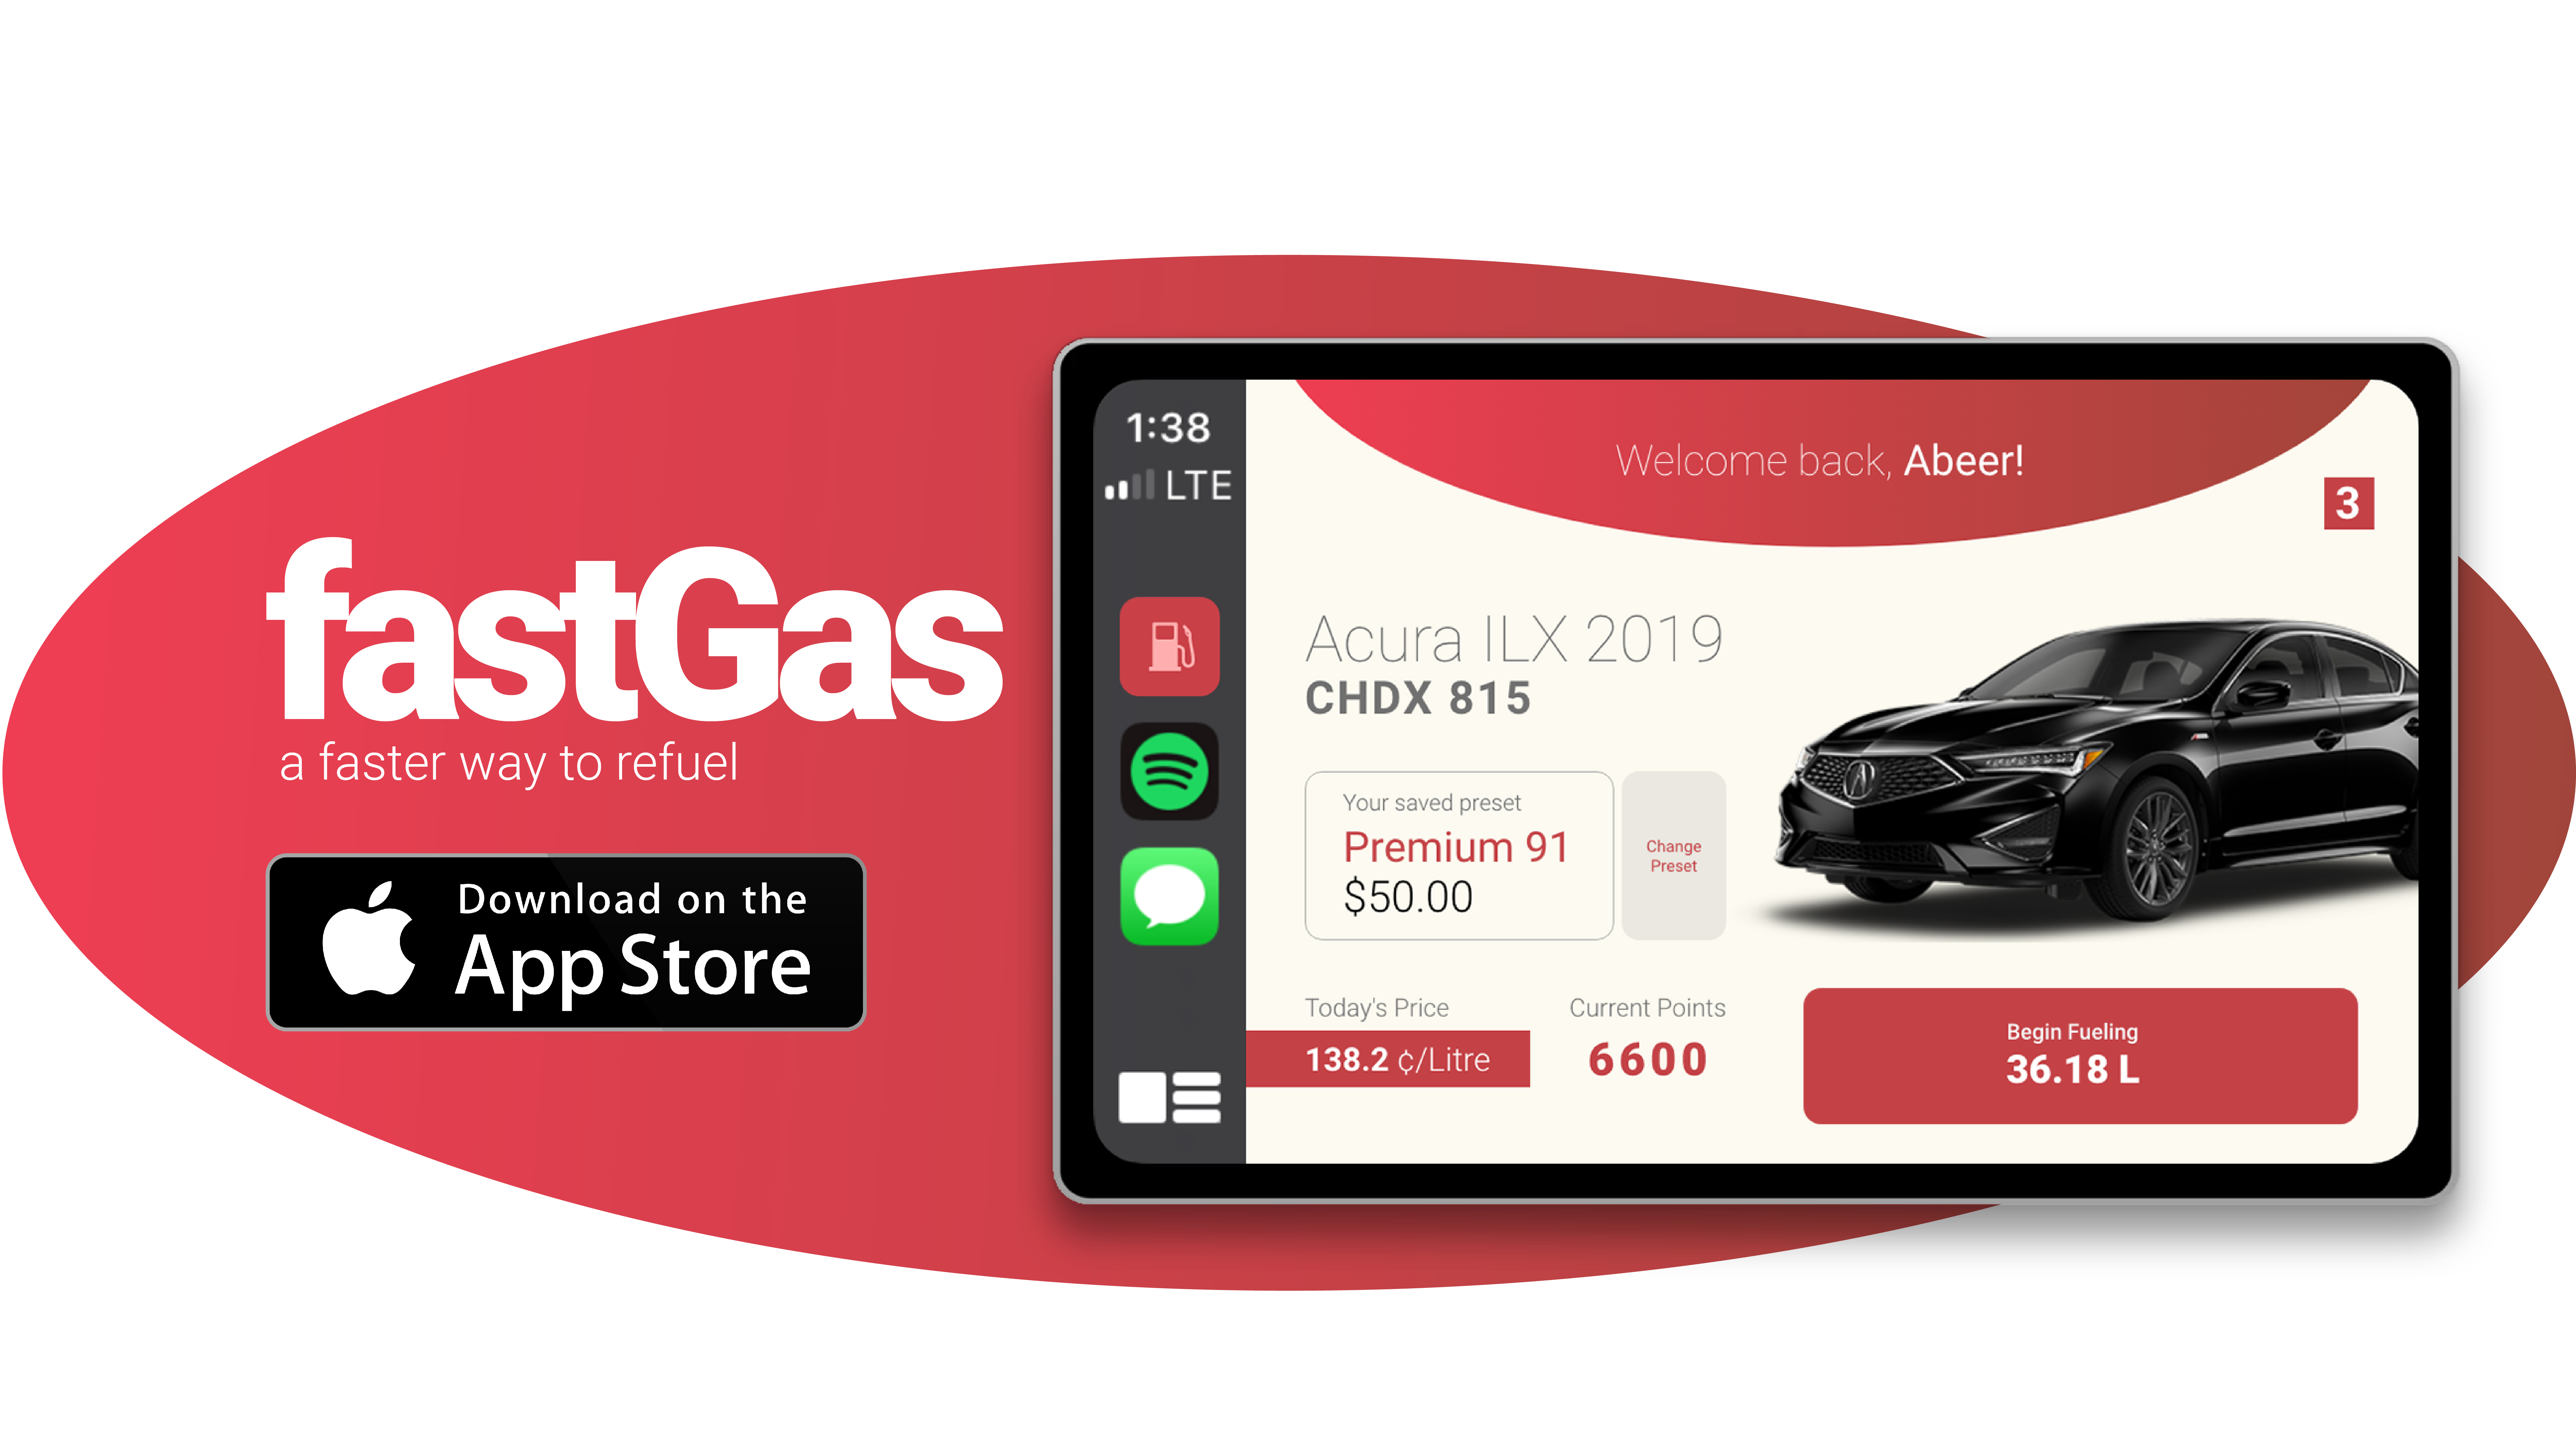 fastGas
a faster way to refuel
Download on the
App Store
1:38
LTE
Welcome back, Abeer!
3
Acura ILX 2019
CHDX 815
Your saved preset
Premium 91
$50.00
Change
Preset
Today's Price
138.2 ¢/Litre
Current Points
6600
Begin Fueling
36.18 L